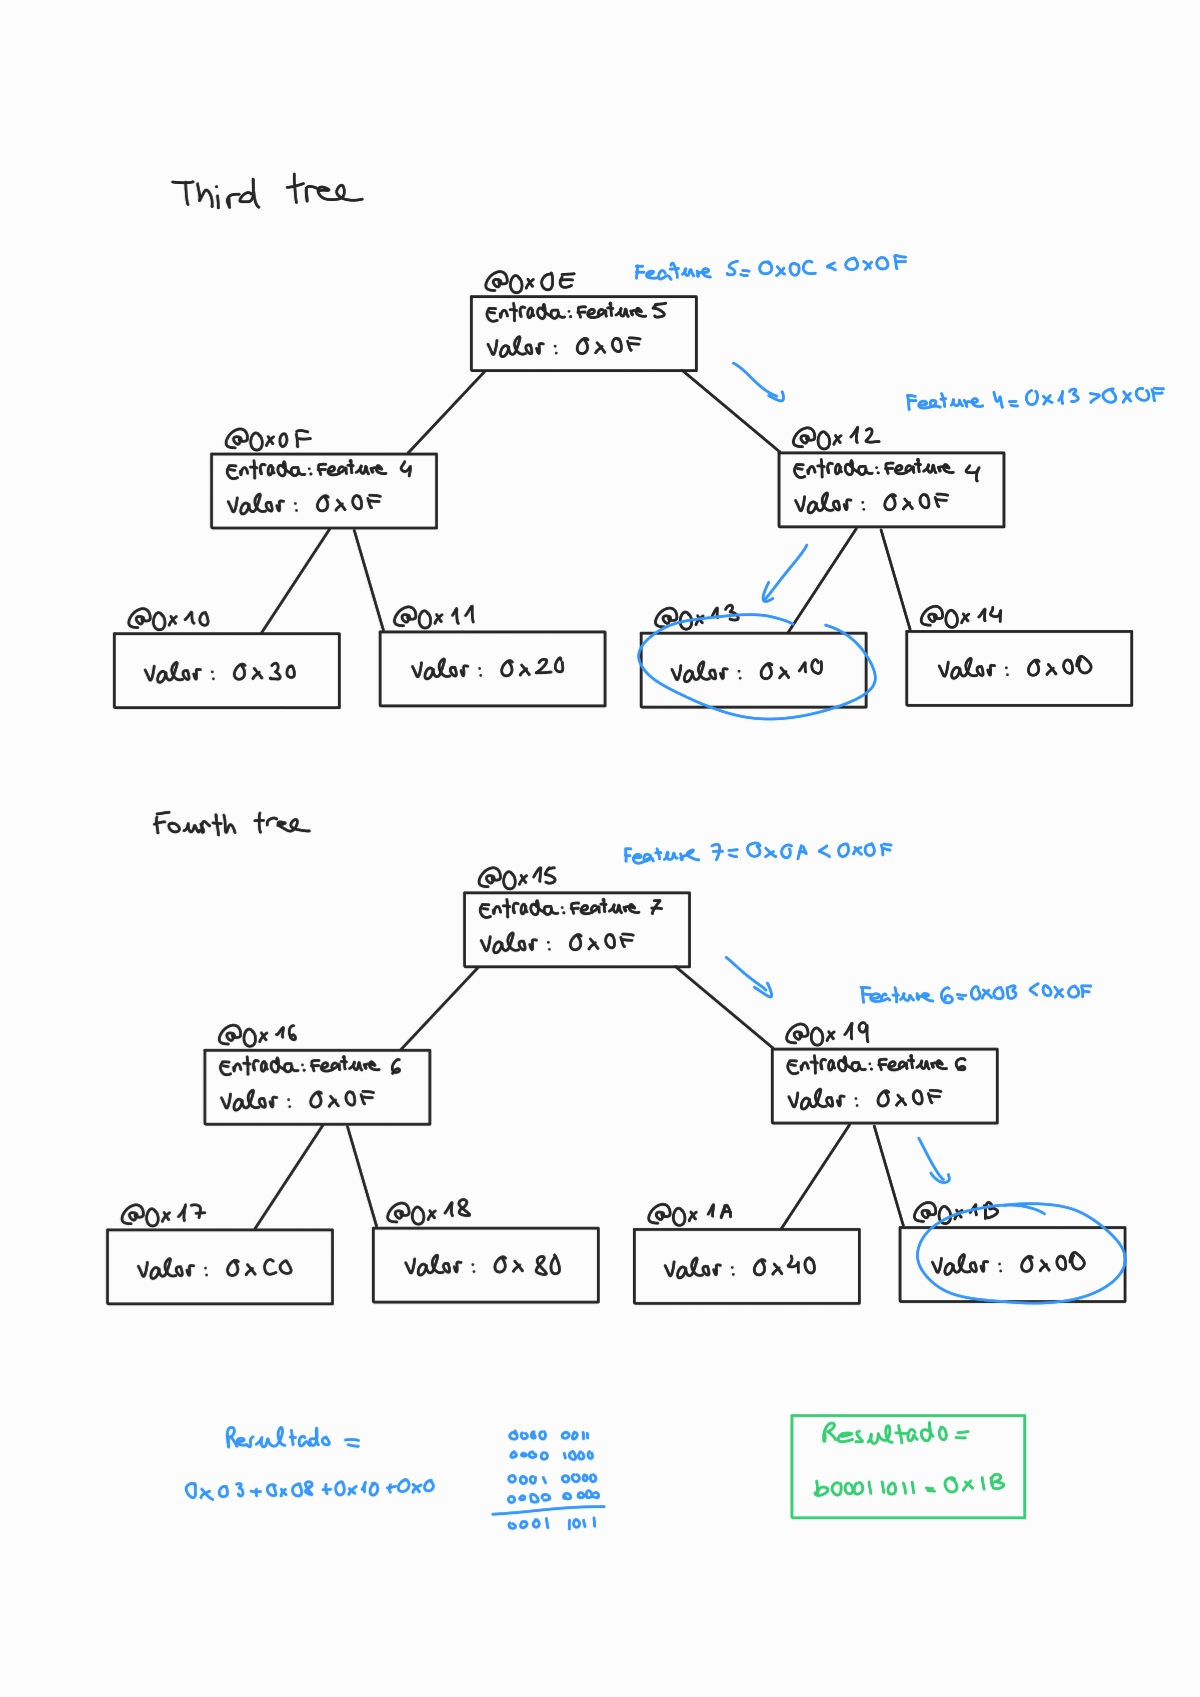 Third tree
Feature 5 = 0x0C < 0x0F
@0x0E
Entrada: Feature 5
Valor: 0x0F
Feature 4 = 0x13 > 0x0F
@0x0F
Entrada: Feature 4
Valor: 0x0F
@0x12
Entrada: Feature 4
Valor: 0x0F
@0x10
Valor: 0x30
@0x11
Valor: 0x20
@0x13
Valor: 0x10
@0x14
Valor: 0x00
Fourth tree
Feature 7 = 0x0A < 0x0F
@0x15
Entrada: Feature 7
Valor: 0x0F
Feature 6 = 0x0B < 0x0F
@0x16
Entrada: Feature 6
Valor: 0x0F
@0x19
Entrada: Feature 6
Valor: 0x0F
@0x17
Valor: 0xC0
@0x18
Valor: 0x80
@0x1A
Valor: 0x40
@0x1B
Valor: 0x00
Resultado =
0x03 + 0x08 + 0x10 + 0x0
0000 0011
0000 1000
0001 0000
0000 0000
0001 1011
Resultado =
b00011011 = 0x1B